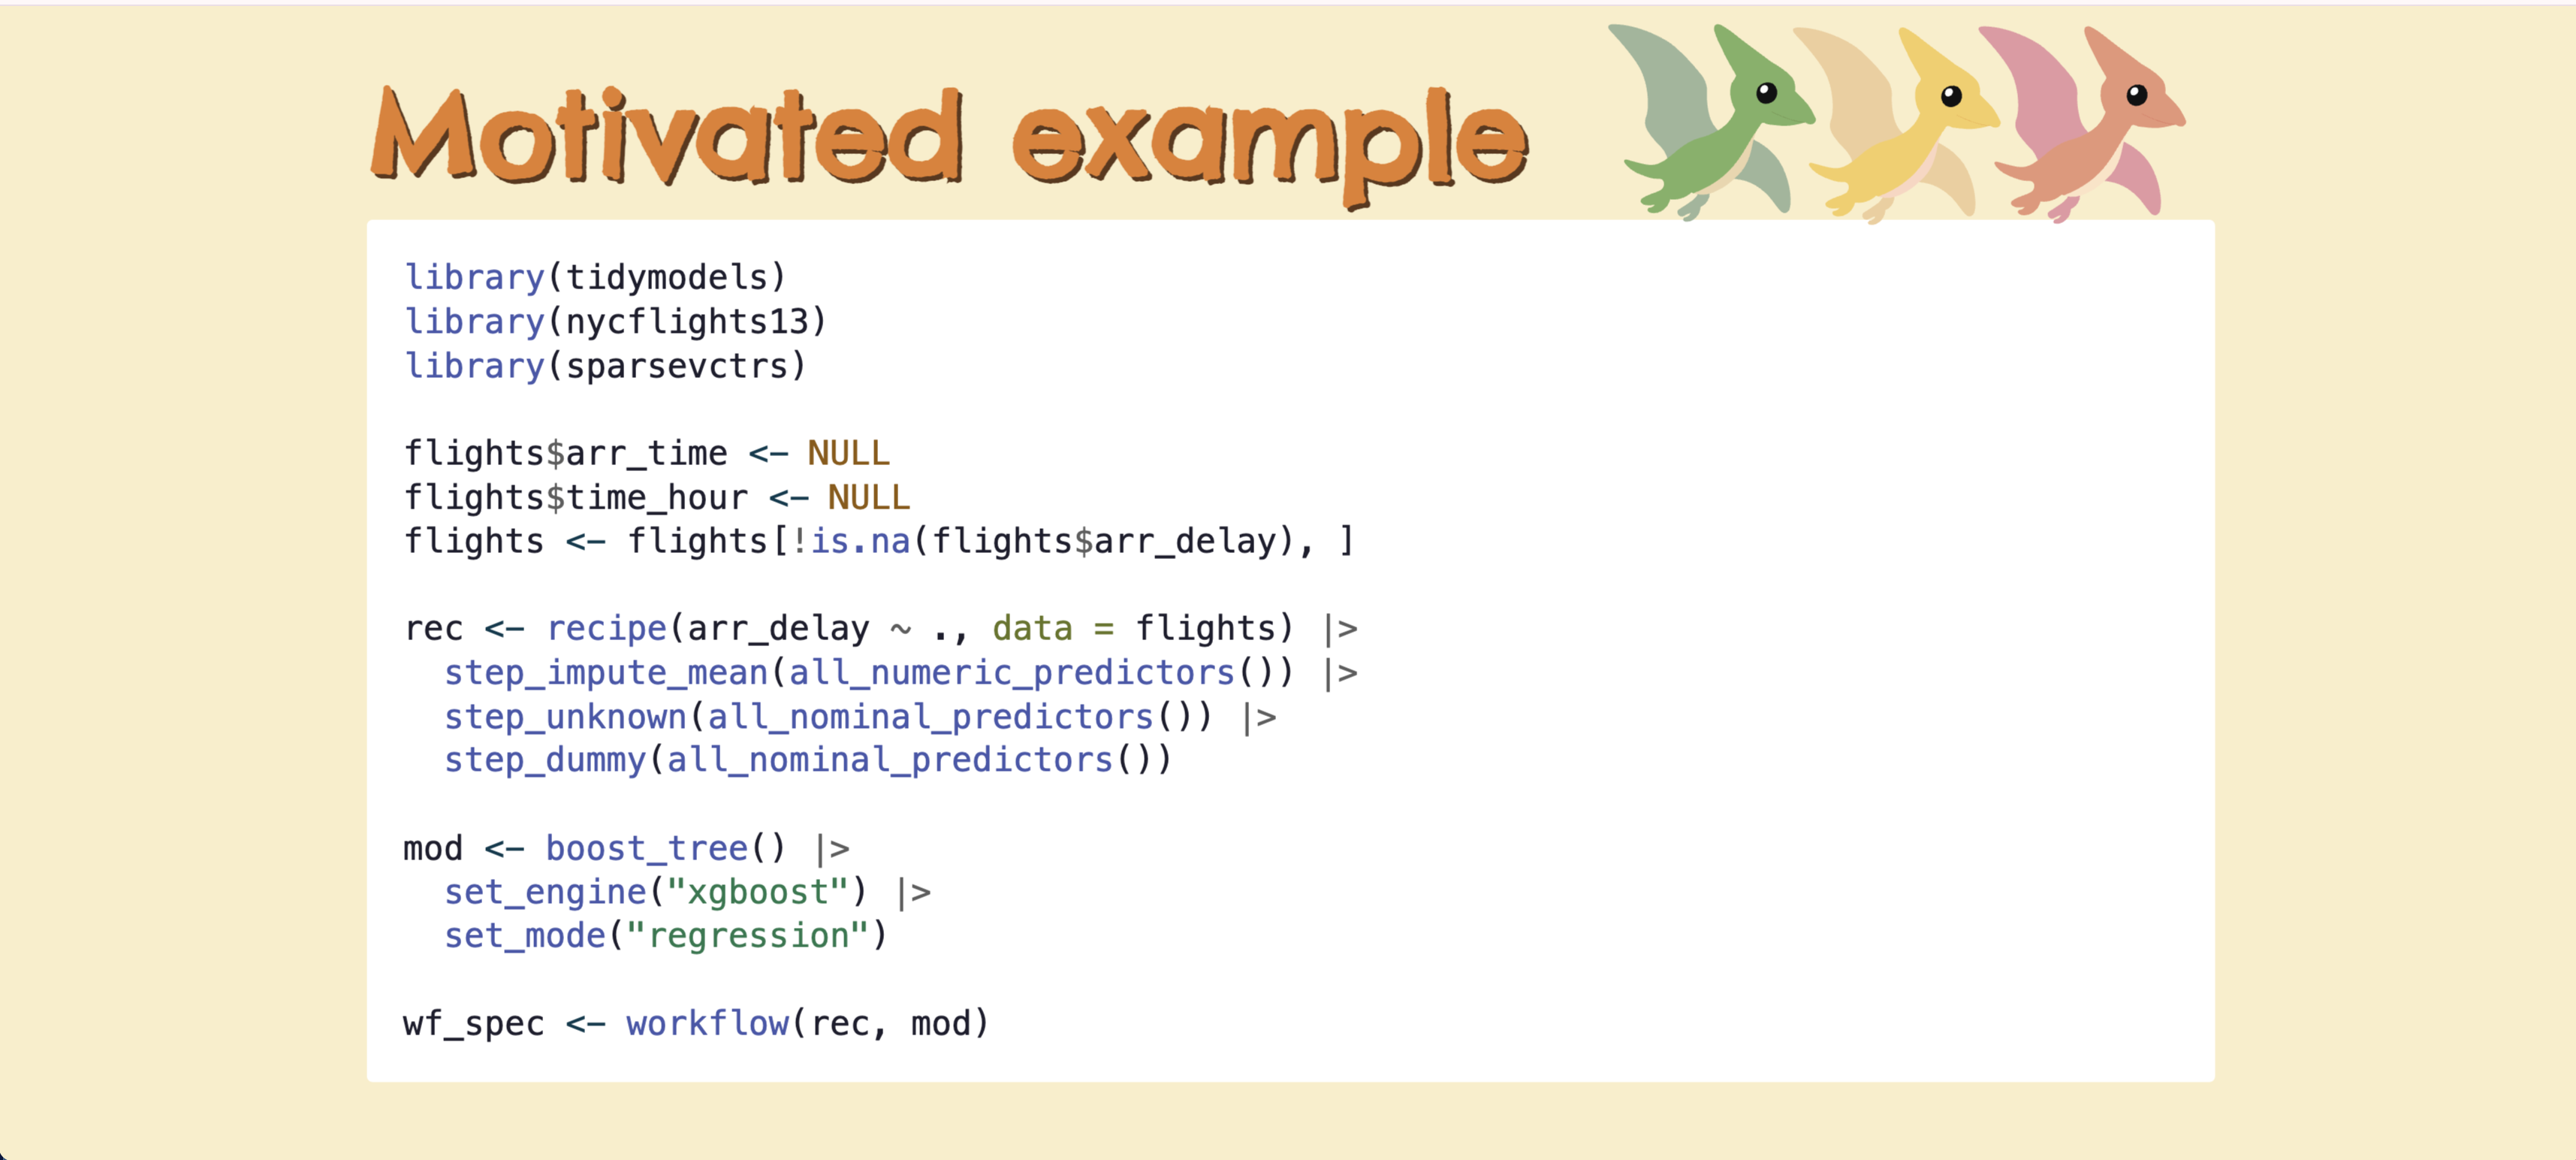 Motivated example
library(tidymodels)
library(nycflights13)
library(sparsevctrs)
flights$arr_time <- NULL
flights$time_hour <- NULL
flights <- flights[!is.na(flights$arr_delay), ]
rec <- recipe(arr_delay ~ ., data = flights) |>
  step_impute_mean(all_numeric_predictors()) |>
  step_unknown(all_nominal_predictors()) |>
  step_dummy(all_nominal_predictors())
mod <- boost_tree() |>
  set_engine("xgboost") |>
  set_mode("regression")
wf_spec <- workflow(rec, mod)